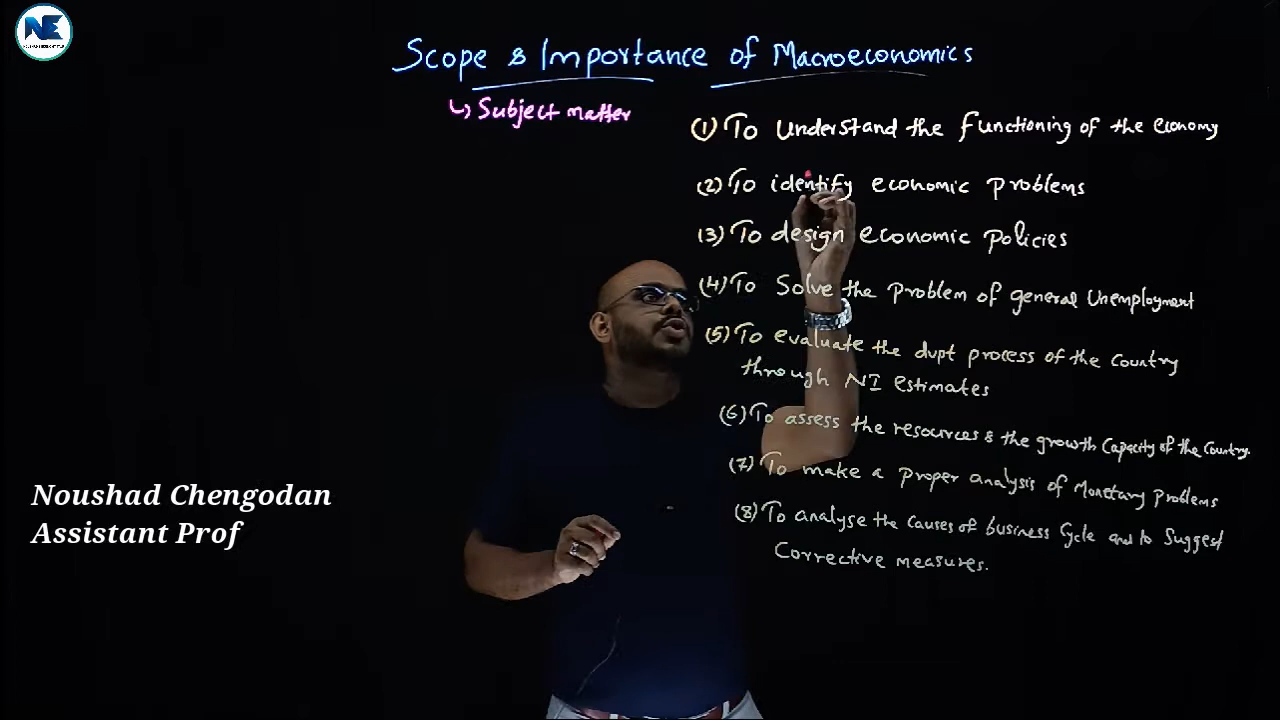 NE
Scope & Importance of Macroeconomics
↳ Subject matter
(1) To Understand the functioning of the economy
(2) To identify economic problems
(3) To design economic policies
(4) To Solve the problem of general Unemployment
(5) To evaluate the dvpt process of the Country
through NI estimates
(6) To assess the resources & the growth Capacity of the Country.
(7) To make a proper analysis of Monetary Problems
(8) To analyse the causes of business Cycle and to Suggest
Corrective measures.
Noushad Chengodan
Assistant Prof